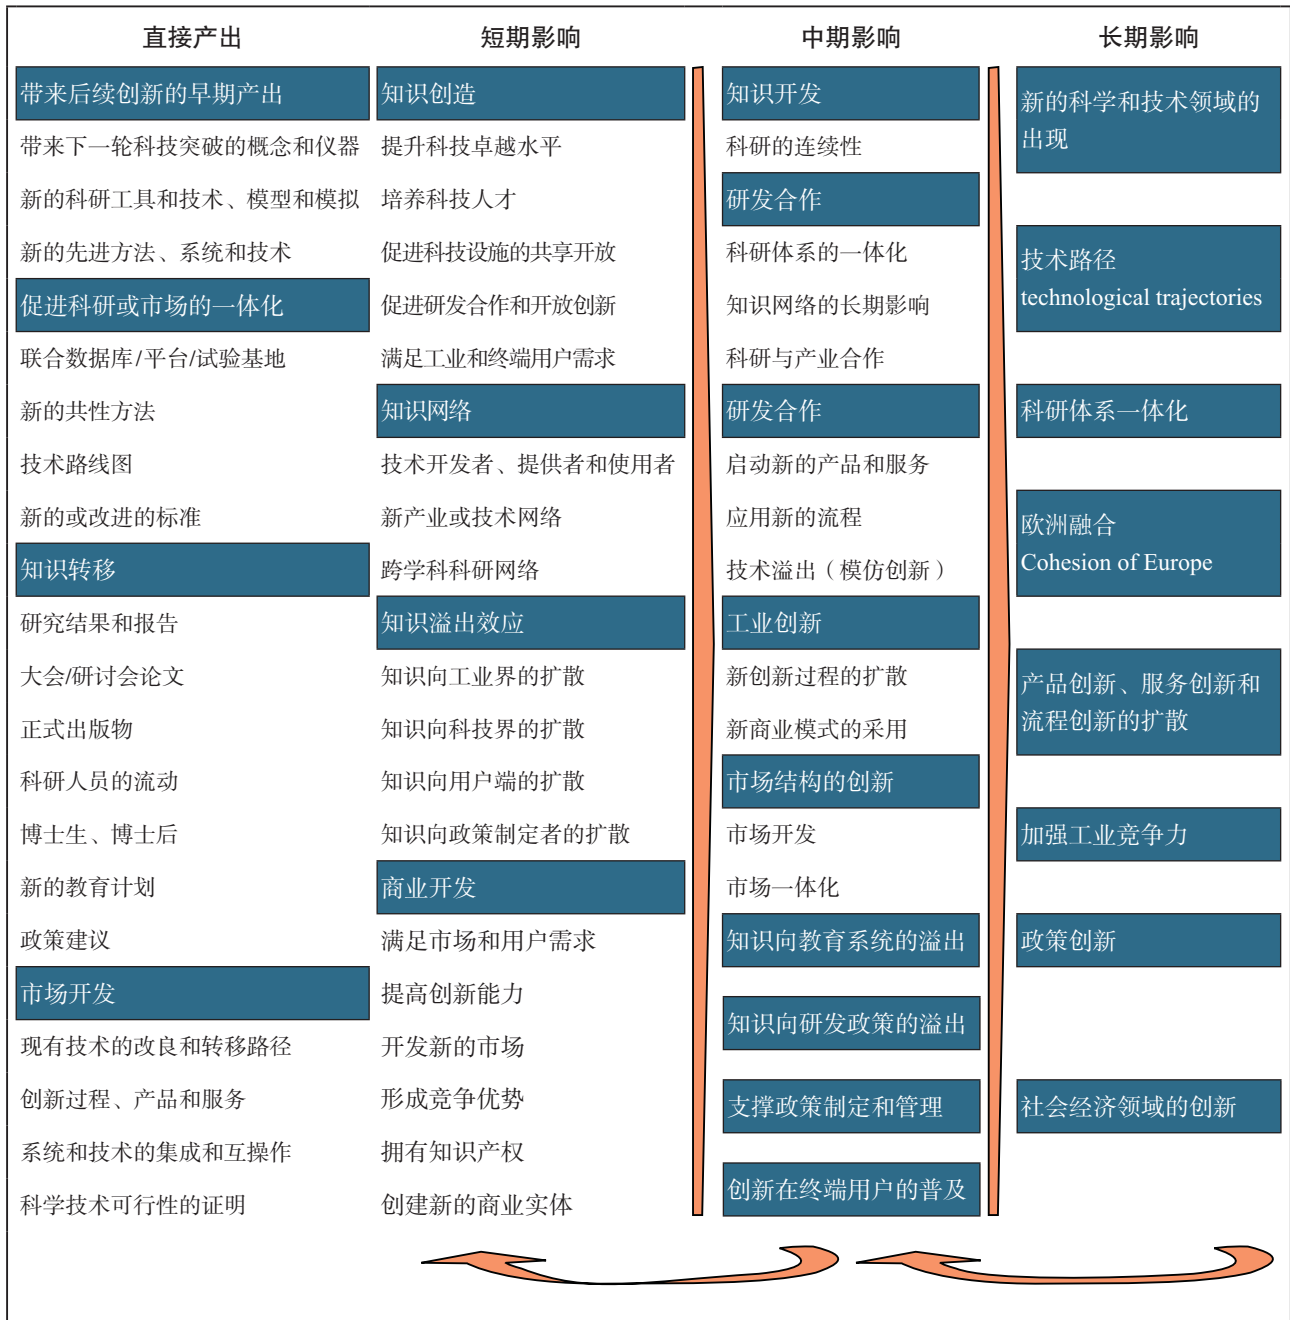 直接产出
短期影响
中期影响
长期影响
带来后续创新的早期产出
带来下一轮科技突破的概念和仪器
新的科研工具和技术、模型和模拟
新的先进方法、系统和技术
促进科研或市场的一体化
联合数据库/平台/试验基地
新的共性方法
技术路线图
新的或改进的标准
知识转移
研究结果和报告
大会/研讨会论文
正式出版物
科研人员的流动
博士生、博士后
新的教育计划
政策建议
市场开发
现有技术的改良和转移路径
创新过程、产品和服务
系统和技术的集成和互操作
科学技术可行性的证明
知识创造
提升科技卓越水平
培养科技人才
促进科技设施的共享开放
促进研发合作和开放创新
满足工业和终端用户需求
知识网络
技术开发者、提供者和使用者
新产业或技术网络
跨学科科研网络
知识溢出效应
知识向工业界的扩散
知识向科技界的扩散
知识向用户端的扩散
知识向政策制定者的扩散
商业开发
满足市场和用户需求
提高创新能力
开发新的市场
形成竞争优势
拥有知识产权
创建新的商业实体
知识开发
科研的连续性
研发合作
科研体系的一体化
知识网络的长期影响
科研与产业合作
研发合作
启动新的产品和服务
应用新的流程
技术溢出（模仿创新）
工业创新
新创新过程的扩散
新商业模式的采用
市场结构的创新
市场开发
市场一体化
知识向教育系统的溢出
知识向研发政策的溢出
支撑政策制定和管理
创新在终端用户的普及
新的科学和技术领域的
出现
技术路径
technological trajectories
科研体系一体化
欧洲融合
Cohesion of Europe
产品创新、服务创新和
流程创新的扩散
加强工业竞争力
政策创新
社会经济领域的创新